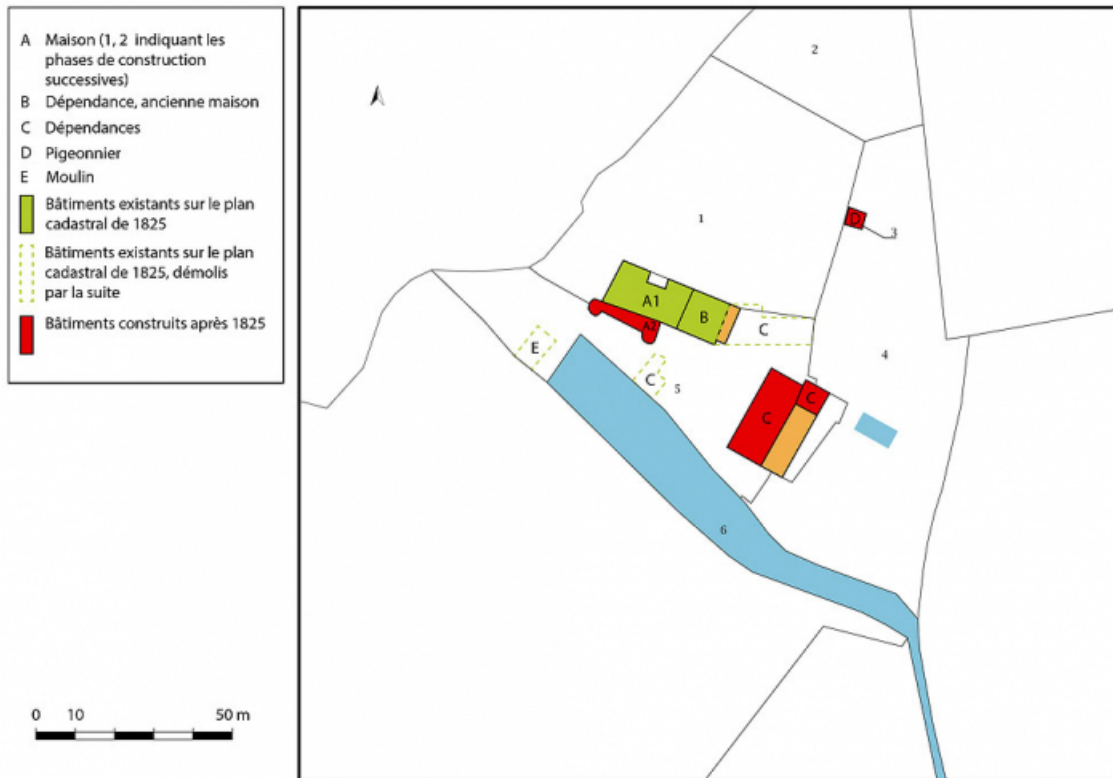 A Maison (1, 2 indiquant les
phases de construction
successives)
B Dépendance, ancienne maison
C Dépendances
D Pigeonnier
E Moulin
Bâtiments existants sur le plan
cadastral de 1825
Bâtiments existants sur le plan
cadastral de 1825, démolis
par la suite
Bâtiments construits après 1825
0 10 50 m
2
1
D
3
A1
B
A2
C
E
4
C
5
C
C
6